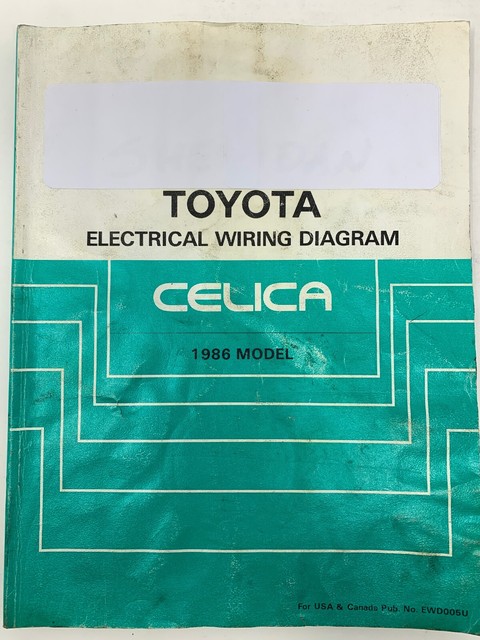 TOYOTA
ELECTRICAL WIRING DIAGRAM
CELICA
1986 MODEL
For USA & Canada Pub. No. EWD005U